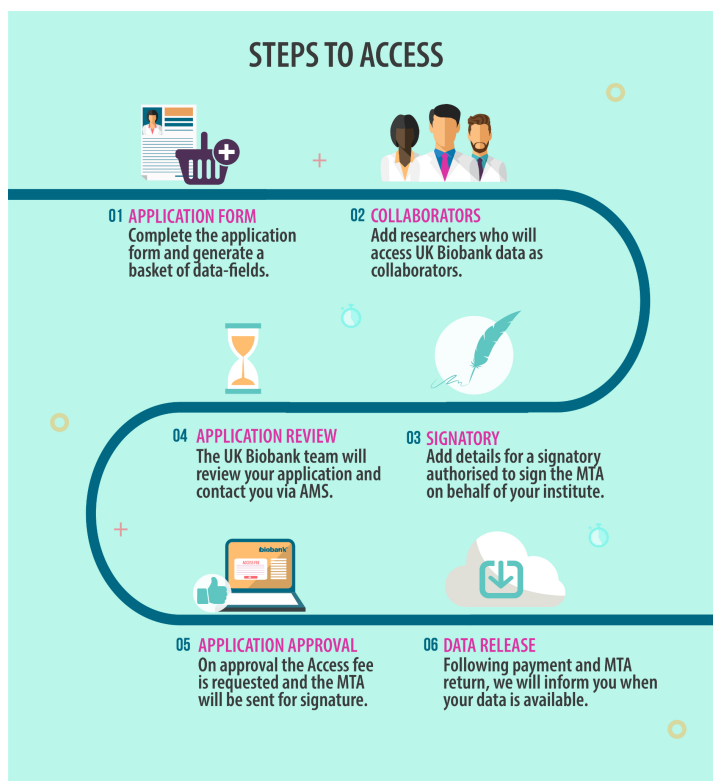 STEPS TO ACCESS
01 APPLICATION FORM
Complete the application
form and generate a
basket of data-fields.
02 COLLABORATORS
Add researchers who will
access UK Biobank data as
collaborators.
03 SIGNATORY
Add details for a signatory
authorised to sign the MTA
on behalf of your institute.
04 APPLICATION REVIEW
The UK Biobank team will
review your application and
contact you via AMS.
biobank
05 APPLICATION APPROVAL
On approval the Access fee
is requested and the MTA
will be sent for signature.
06 DATA RELEASE
Following payment and MTA
return, we will inform you when
your data is available.